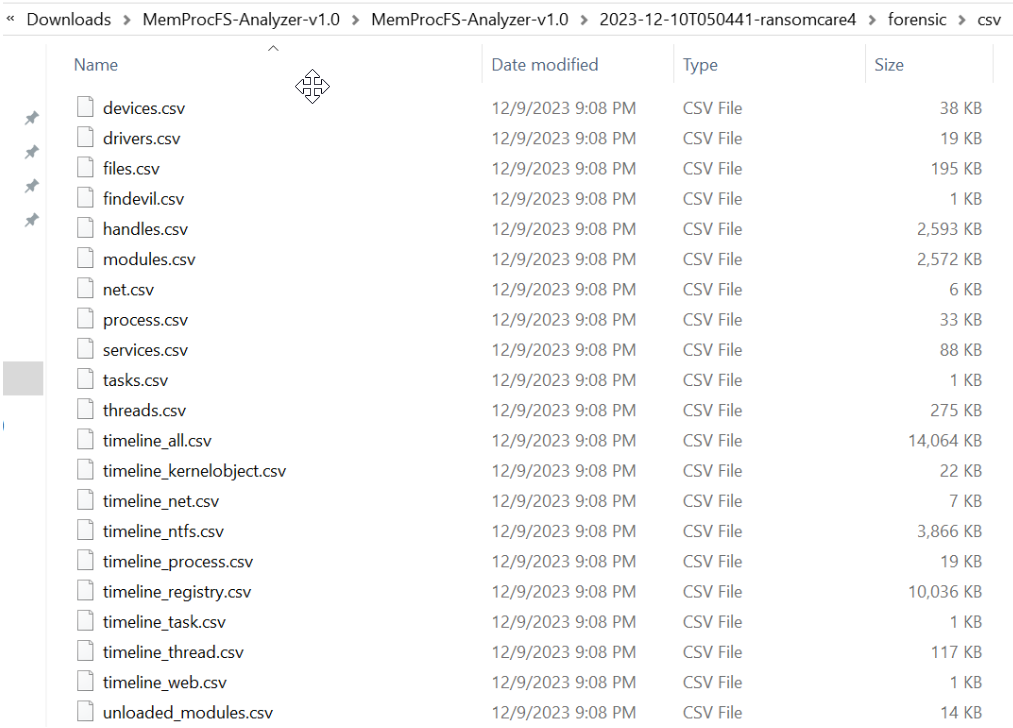 « Downloads > MemProcFS-Analyzer-v1.0 > MemProcFS-Analyzer-v1.0 > 2023-12-10T050441-ransomcare4 > forensic > csv
Name Date modified Type Size
devices.csv 12/9/2023 9:08 PM CSV File 38 KB
drivers.csv 12/9/2023 9:08 PM CSV File 19 KB
files.csv 12/9/2023 9:08 PM CSV File 195 KB
findevil.csv 12/9/2023 9:08 PM CSV File 1 KB
handles.csv 12/9/2023 9:08 PM CSV File 2,593 KB
modules.csv 12/9/2023 9:08 PM CSV File 2,572 KB
net.csv 12/9/2023 9:08 PM CSV File 6 KB
process.csv 12/9/2023 9:08 PM CSV File 33 KB
services.csv 12/9/2023 9:08 PM CSV File 88 KB
tasks.csv 12/9/2023 9:08 PM CSV File 1 KB
threads.csv 12/9/2023 9:08 PM CSV File 275 KB
timeline_all.csv 12/9/2023 9:08 PM CSV File 14,064 KB
timeline_kernelobject.csv 12/9/2023 9:08 PM CSV File 22 KB
timeline_net.csv 12/9/2023 9:08 PM CSV File 7 KB
timeline_ntfs.csv 12/9/2023 9:08 PM CSV File 3,866 KB
timeline_process.csv 12/9/2023 9:08 PM CSV File 19 KB
timeline_registry.csv 12/9/2023 9:08 PM CSV File 10,036 KB
timeline_task.csv 12/9/2023 9:08 PM CSV File 1 KB
timeline_thread.csv 12/9/2023 9:08 PM CSV File 117 KB
timeline_web.csv 12/9/2023 9:08 PM CSV File 1 KB
unloaded_modules.csv 12/9/2023 9:08 PM CSV File 14 KB